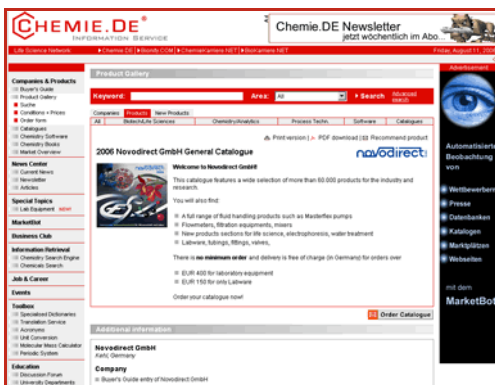 CHEMIE.DE
INFORMATION SERVICE
Chemie.DE Newsletter
jetzt wöchentlich im Abo...
Life Science Network:
Chemie.DE | BioMy.COM | ChemieKarriere.NET | BioKarriere.NET
Friday, August 11, 2006
Companies & Products
Buyer's Guide
Product Gallery
Suche
Conditions + Prices
Order form
Catalogues
Chemistry Software
Chemistry Books
Market Overview
News Center
Current News
Newsletter
Articles
Special Topics
Lab Equipment NEW!
MarketBot
Business Club
Information Retrieval
Chemistry Search Engine
Chemicals Search
Job & Career
Events
Toolbox
Specialised Dictionaries
Translation Service
Acronyms
Unit Conversion
Molecular Mass Calculator
Periodic System
Education
Discussion Forum
University Departments
Product Gallery
Keyword:
Area: All
Search
Advanced
Companies Products New Products
All Biotech/Life Sciences Chemistry/Analytics Process Techn. Software Catalogues
Print version | PDF download | Recommend product
2006 Novodirect GmbH General Catalogue
novodirect
Welcome to Novodirect GmbH!
This catalogue features a wide selection of more than 60.000 products for the industry and
research.
You will also find:
A full range of fluid handling products such as Masterflex pumps
Flowmeters, filtration equipments, mixers
New products sections for life science, electrophoresis, water treatment
Labware, tubings, fittings, valves,
There is no minimum order and delivery is free of charge (in Germany) for orders over
EUR 400 for laboratory equipment
EUR 150 for only Labware
Order your catalogue now!
Order Catalogue
Additional information
Novodirect GmbH
Kehl, Germany
Company
Buyer's Guide entry of Novodirect GmbH
Advertisement
Automatisierte
Beobachtung
von
Wettbewerbern
Presse
Datenbanken
Katalogen
Marktplätzen
Webseiten
mit dem
MarketBot